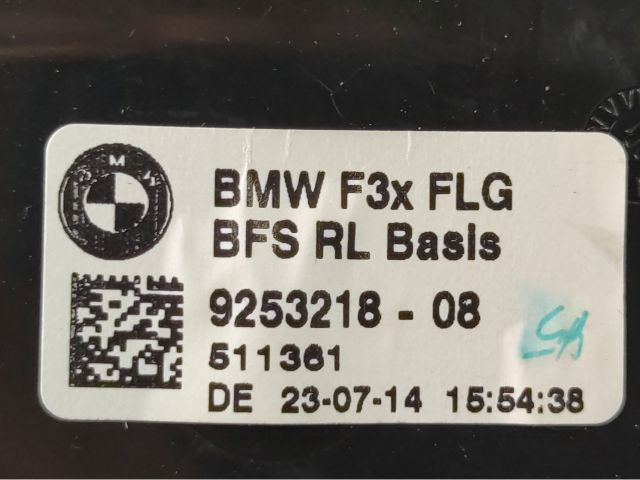 BMW F3x FLG
BFS RL Basis
9253218 - 08
511361
DE 23-07-14 15:54:38